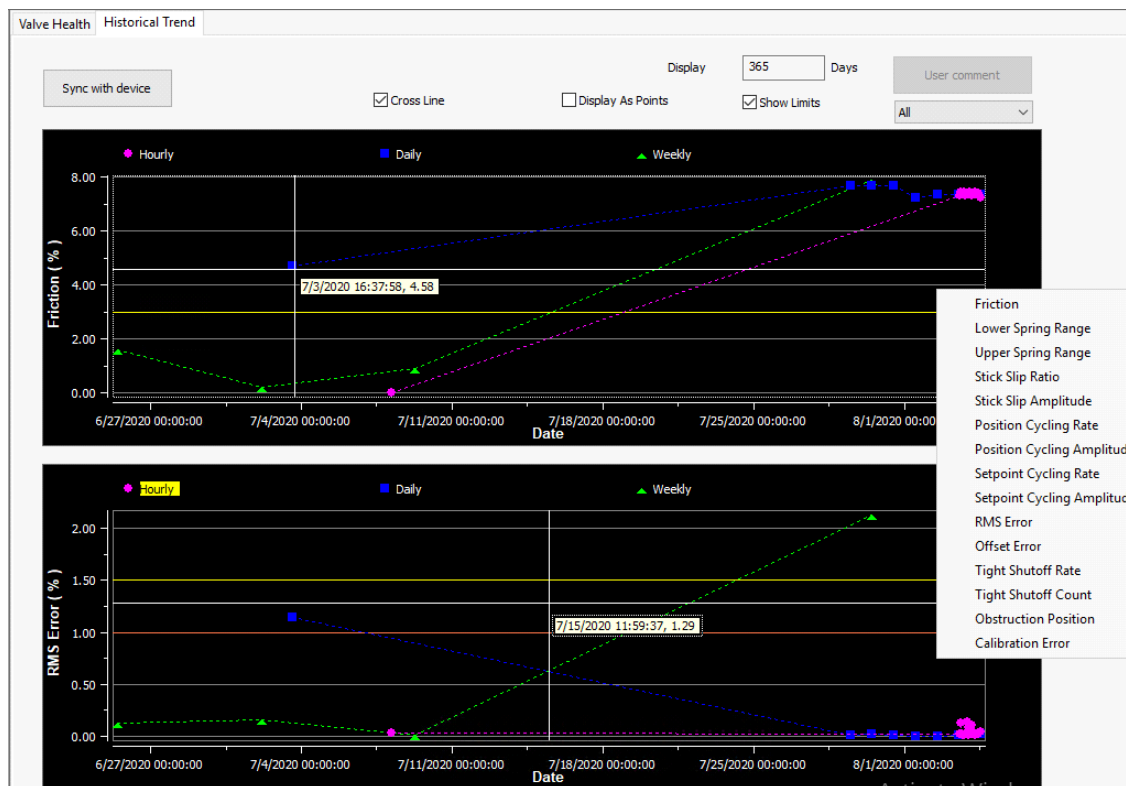 Valve Health Historical Trend
Display 365 Days
Sync with device
User comment
Cross Line Display As Points Show Limits
All
Hourly Daily Weekly
8.00
6.00
4.00
2.00
0.00
Friction ( % )
7/3/2020 16:37:58, 4.58
6/27/2020 00:00:00 7/4/2020 00:00:00 7/11/2020 00:00:00 7/18/2020 00:00:00 7/25/2020 00:00:00 8/1/2020 00:00:0
Date
Friction
Lower Spring Range
Upper Spring Range
Stick Slip Ratio
Stick Slip Amplitude
Position Cycling Rate
Position Cycling Amplitud
Setpoint Cycling Rate
Setpoint Cycling Amplituc
RMS Error
Offset Error
Tight Shutoff Rate
Tight Shutoff Count
Obstruction Position
Calibration Error
Hourly Daily Weekly
2.00
1.50
1.00
0.50
0.00
RMS Error ( % )
7/15/2020 11:59:37, 1.29
6/27/2020 00:00:00 7/4/2020 00:00:00 7/11/2020 00:00:00 7/18/2020 00:00:00 7/25/2020 00:00:00 8/1/2020 00:00:00
Date